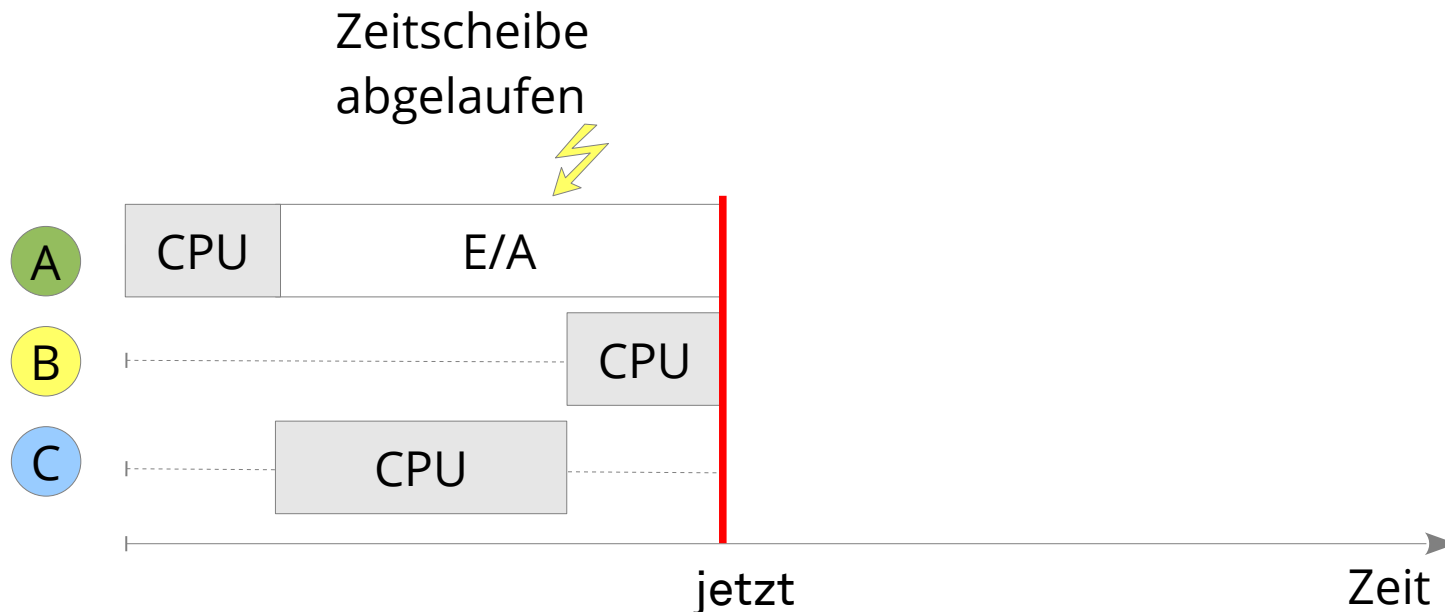 Zeitscheibe
abgelaufen
A
CPU
E/A
B
CPU
C
CPU
jetzt
Zeit